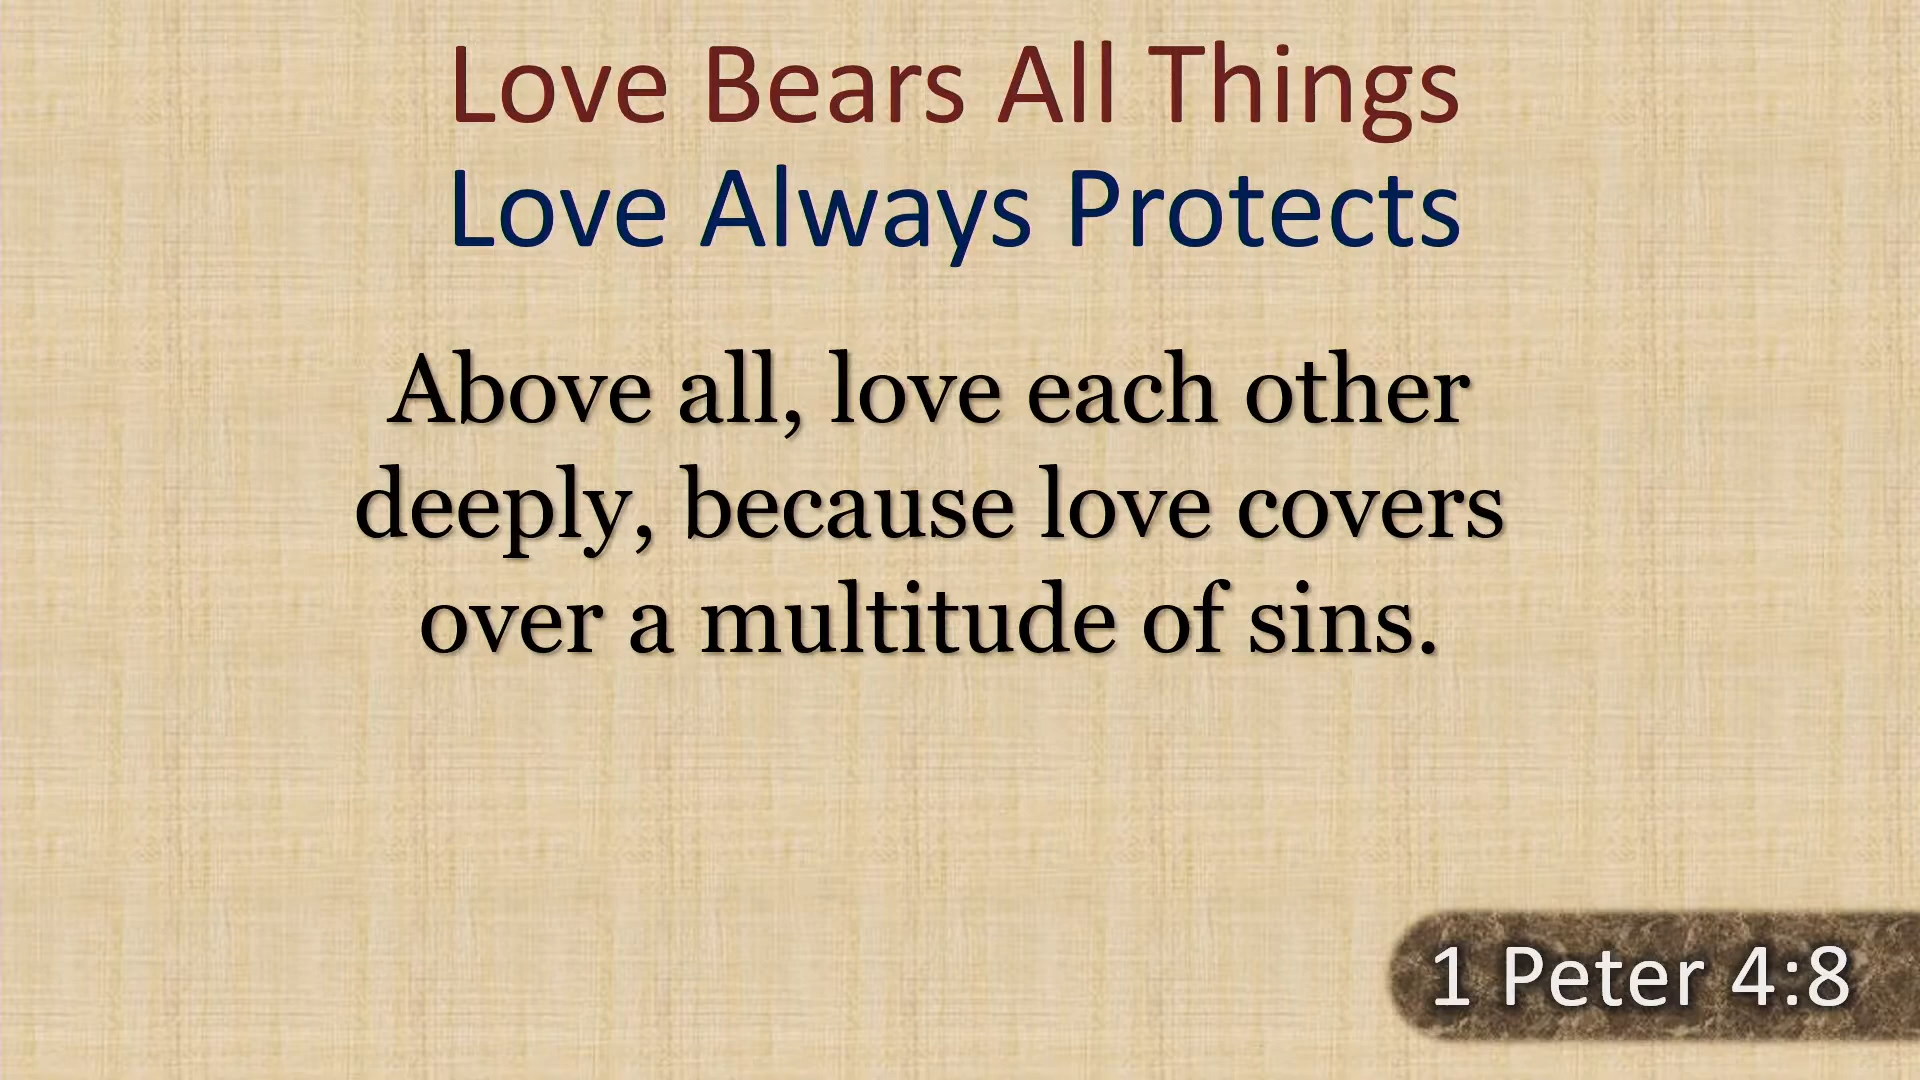 Love Bears All Things
Love Always Protects
Above all, love each other
deeply, because love covers
over a multitude of sins.
1 Peter 4:8